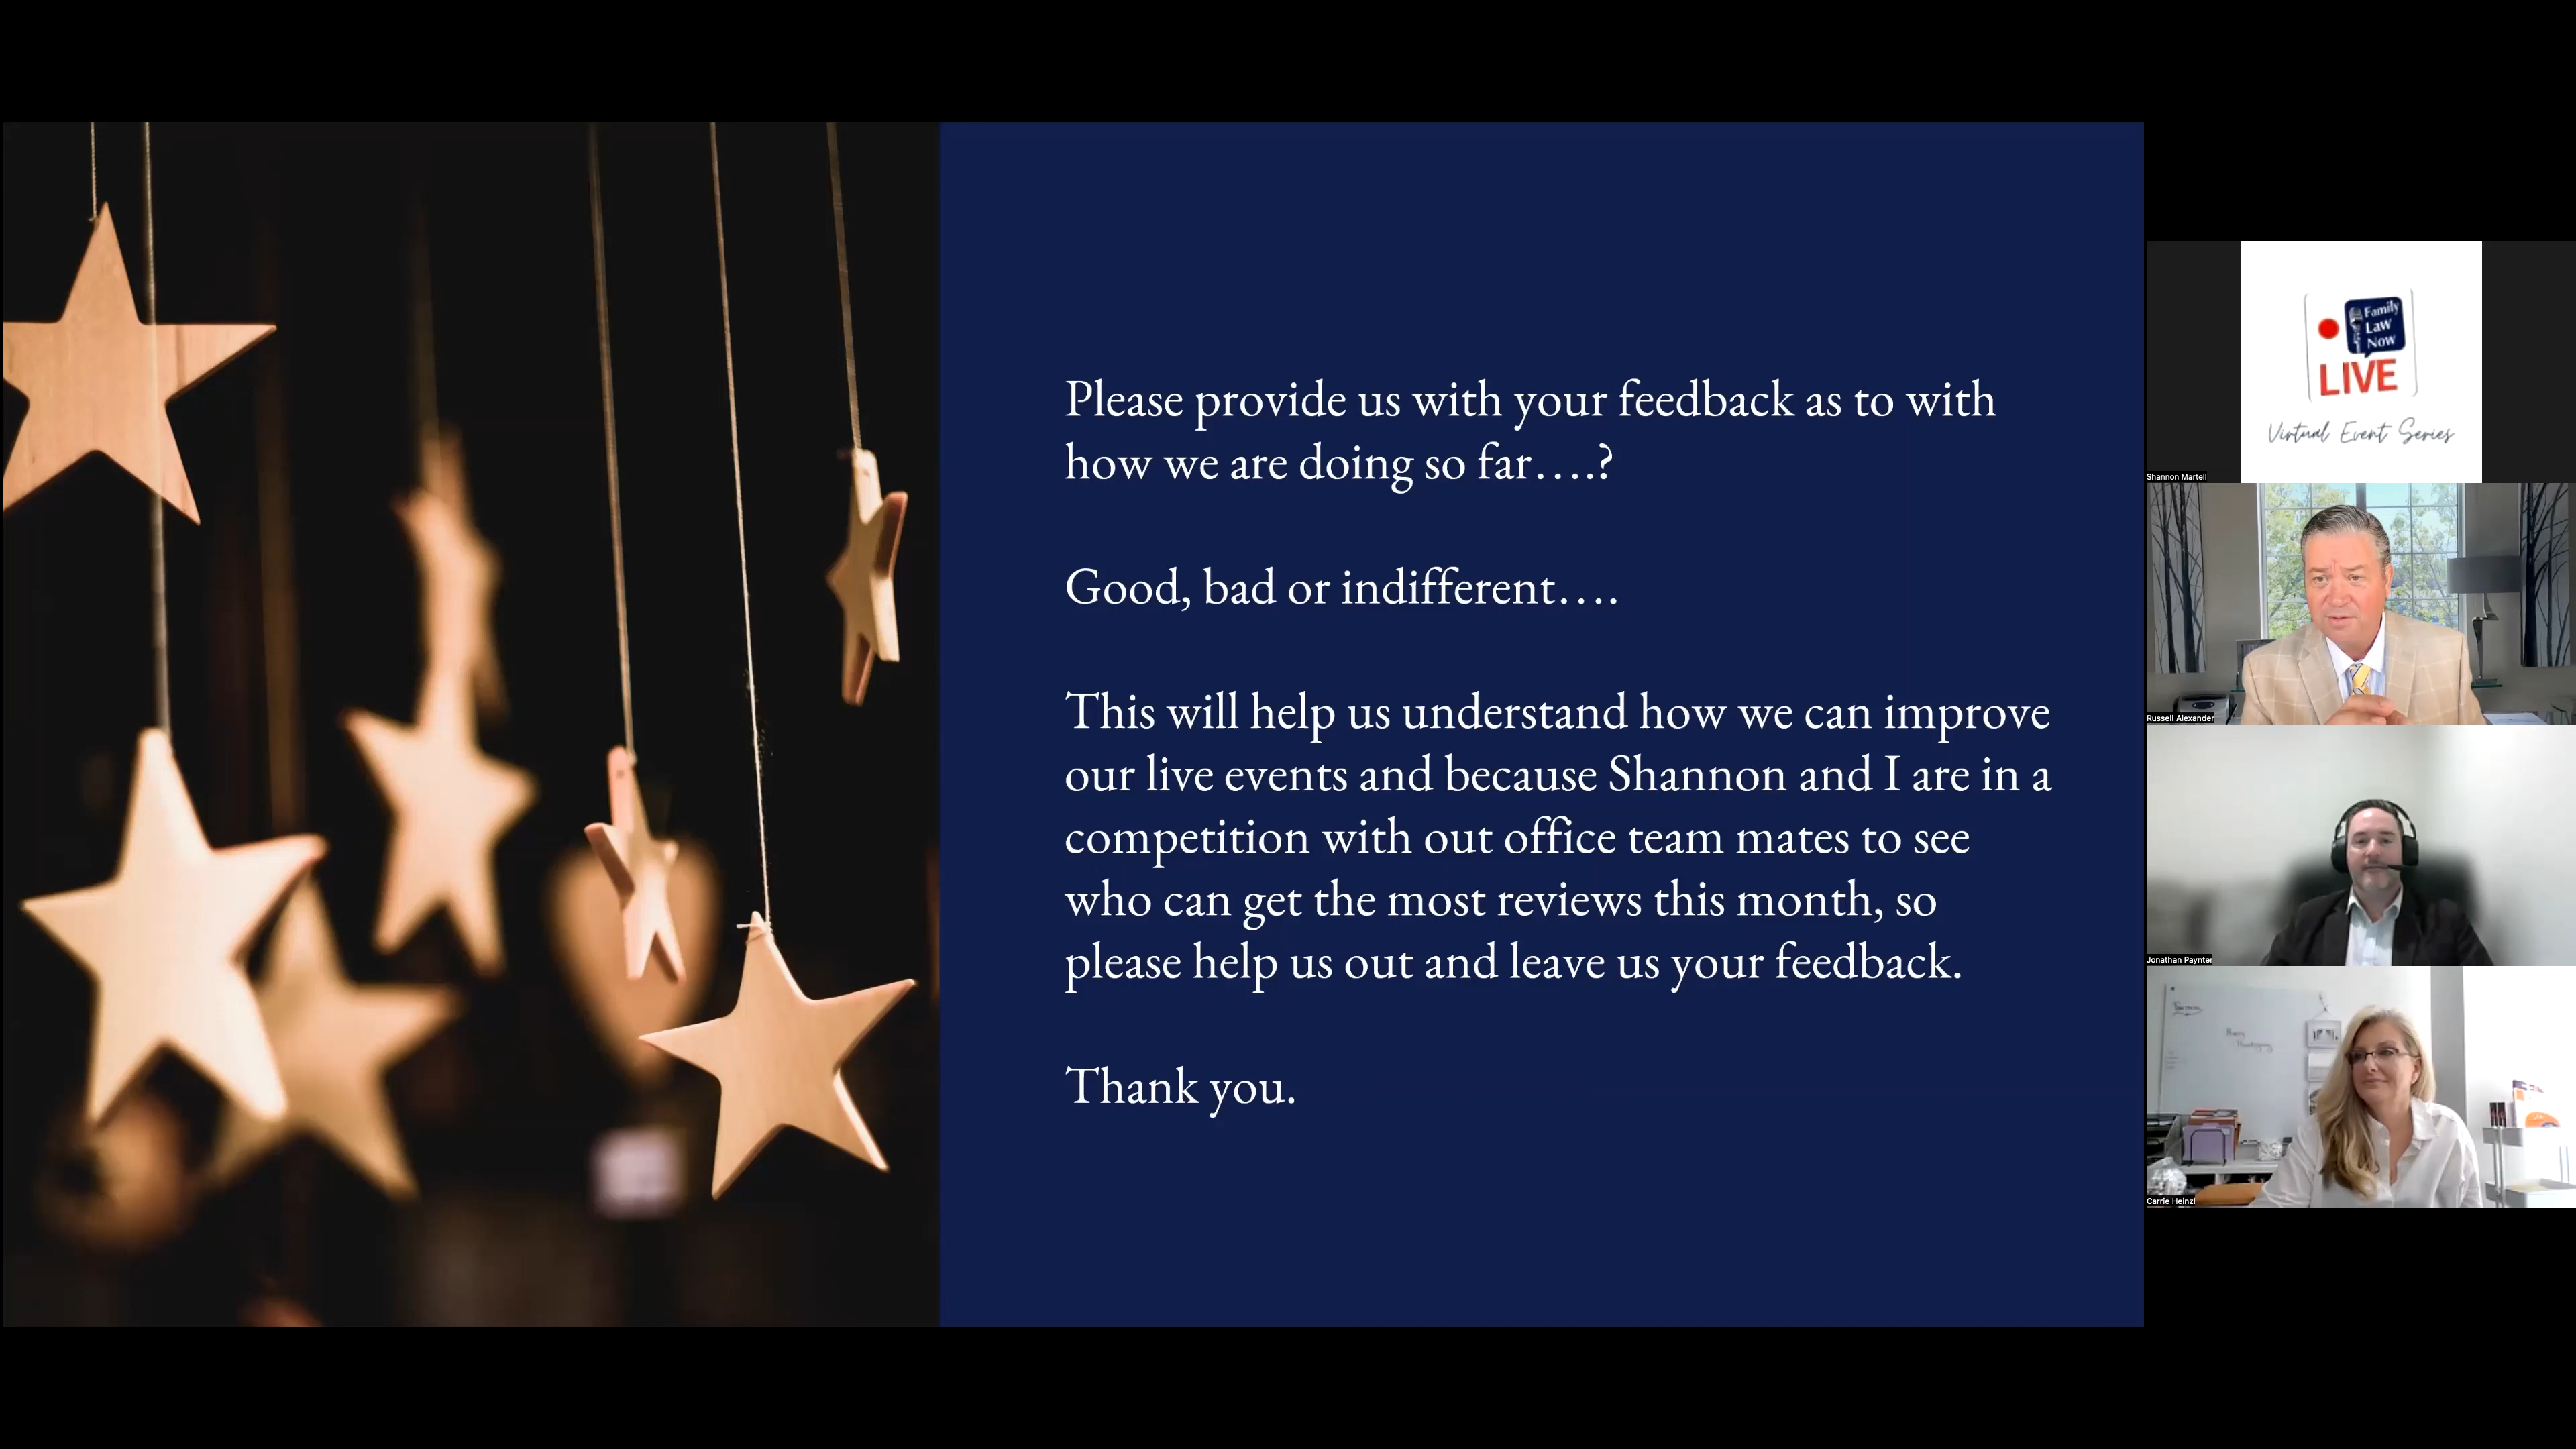 Please provide us with your feedback as to with
how we are doing so far….?
Good, bad or indifferent….
This will help us understand how we can improve
our live events and because Shannon and I are in a
competition with out office team mates to see
who can get the most reviews this month, so
please help us out and leave us your feedback.
Thank you.
Family
Law
Now
LIVE
Virtual Event Series
Shannon Martell
Russell Alexander
Jonathan Paynter
Carrie Heinzl